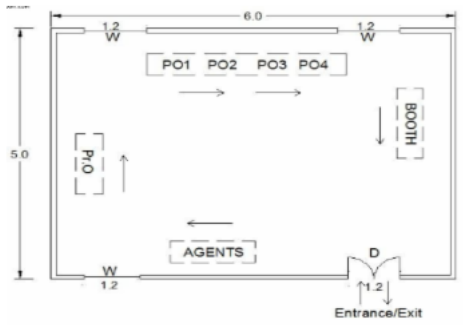 6.0
1.2
1.2
W
W
PO1 PO2 PO3 PO4
BOOTH
5.0
Pr.O
AGENTS
D
W
1.2
1.2
Entrance/Exit